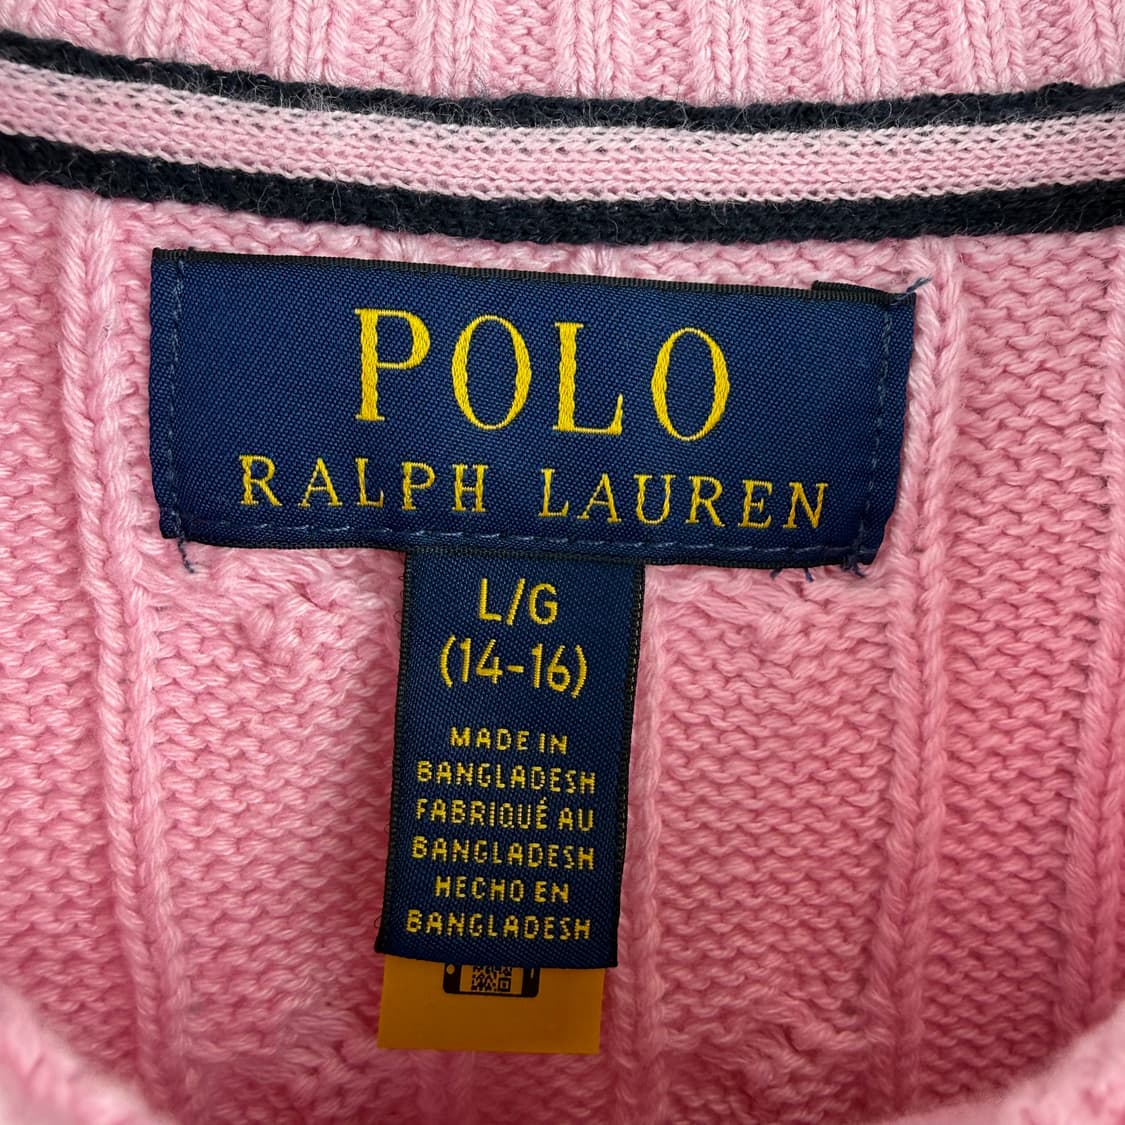 POLO
RALPH LAUREN
L/G
(14-16)
MADE IN
BANGLADESH
FABRIQUÉ AU
BANGLADESH
HECHO EN
BANGLADESH